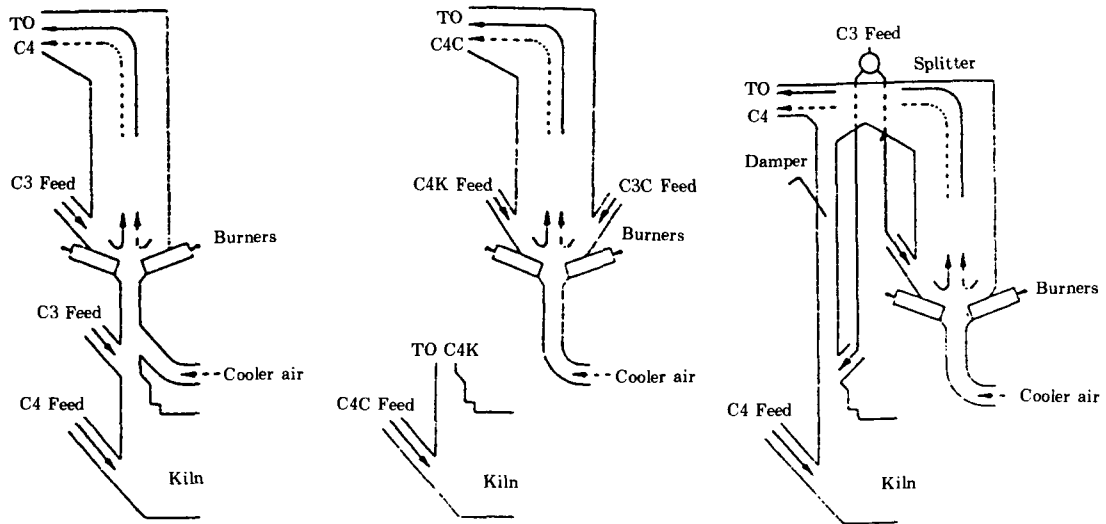 TO
C4
C3 Feed
Burners
C3 Feed
Cooler air
C4 Feed
Kiln
TO
C4C
C4K Feed
C3C Feed
Burners
TO C4K
Cooler air
C4C Feed
Kiln
C3 Feed
Splitter
TO
C4
Damper
Burners
Cooler air
C4 Feed
Kiln